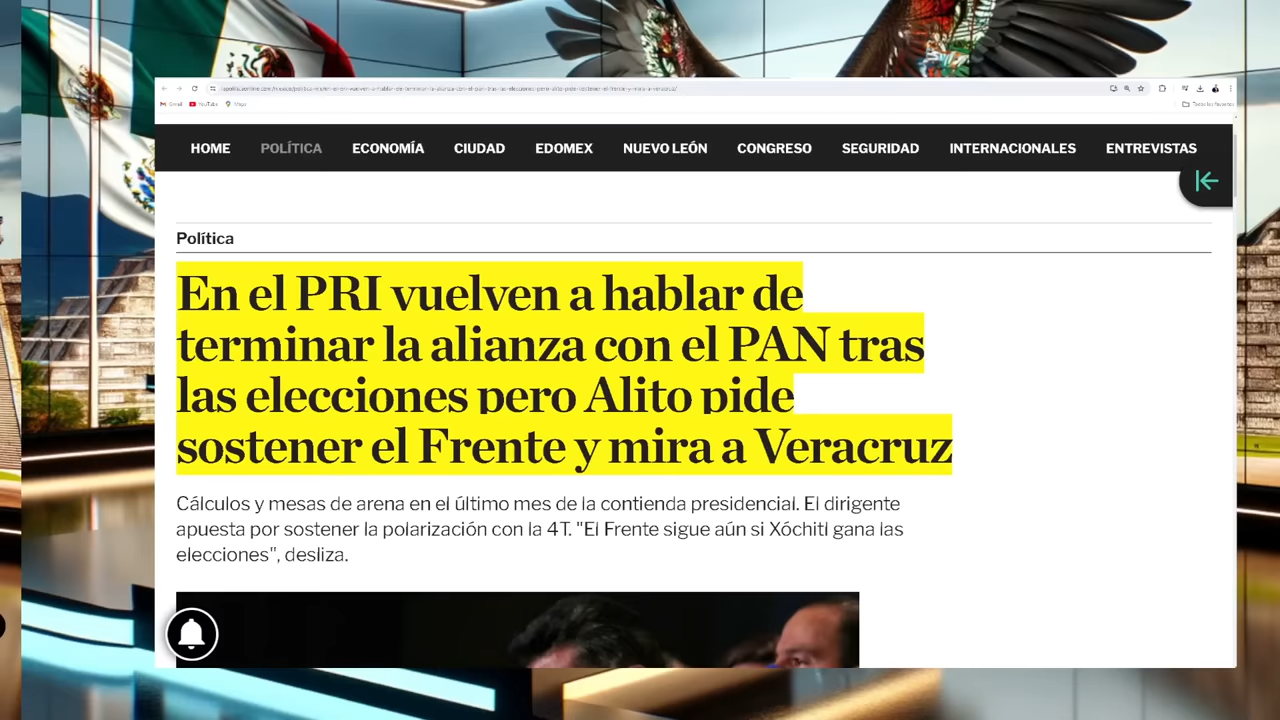 Gmail YouTube Maps
HOME POLÍTICA ECONOMÍA CIUDAD EDOMEX NUEVO LEÓN CONGRESO SEGURIDAD INTERNACIONALES ENTREVISTAS
Política
En el PRI vuelven a hablar de
terminar la alianza con el PAN tras
las elecciones pero Alito pide
sostener el Frente y mira a Veracruz
Cálculos y mesas de arena en el último mes de la contienda presidencial. El dirigente
apuesta por sostener la polarización con la 4T. "El Frente sigue aún si Xóchitl gana las
elecciones", desliza.